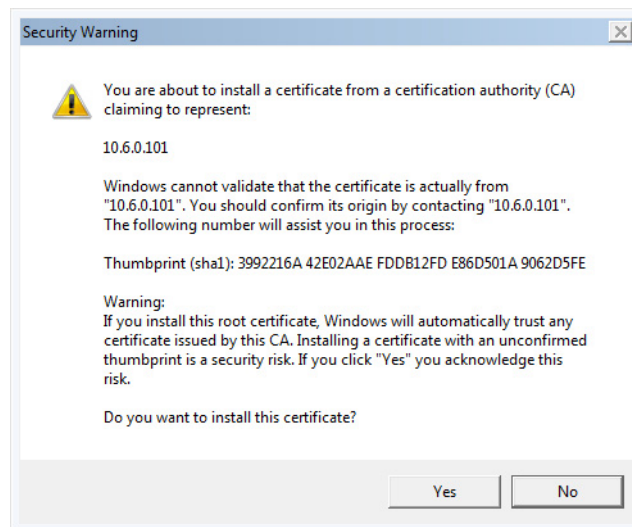 Security Warning
You are about to install a certificate from a certification authority (CA)
claiming to represent:
10.6.0.101
Windows cannot validate that the certificate is actually from
"10.6.0.101". You should confirm its origin by contacting "10.6.0.101".
The following number will assist you in this process:
Thumbprint (sha1): 3992216A 42E02AAE FDDB12FD E86D501A 9062D5FE
Warning:
If you install this root certificate, Windows will automatically trust any
certificate issued by this CA. Installing a certificate with an unconfirmed
thumbprint is a security risk. If you click "Yes" you acknowledge this
risk.
Do you want to install this certificate?
Yes No